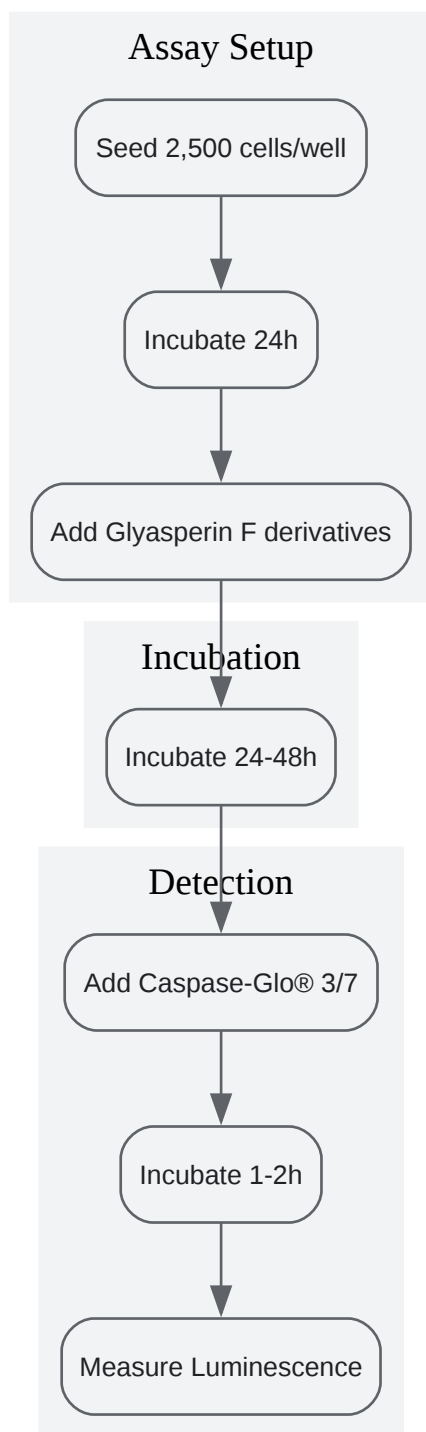 Assay Setup
Seed 2,500 cells/well
Incubate 24h
Add Glyasperin F derivatives
Incubation
Incubate 24-48h
Detection
Add Caspase-Glo® 3/7
Incubate 1-2h
Measure Luminescence